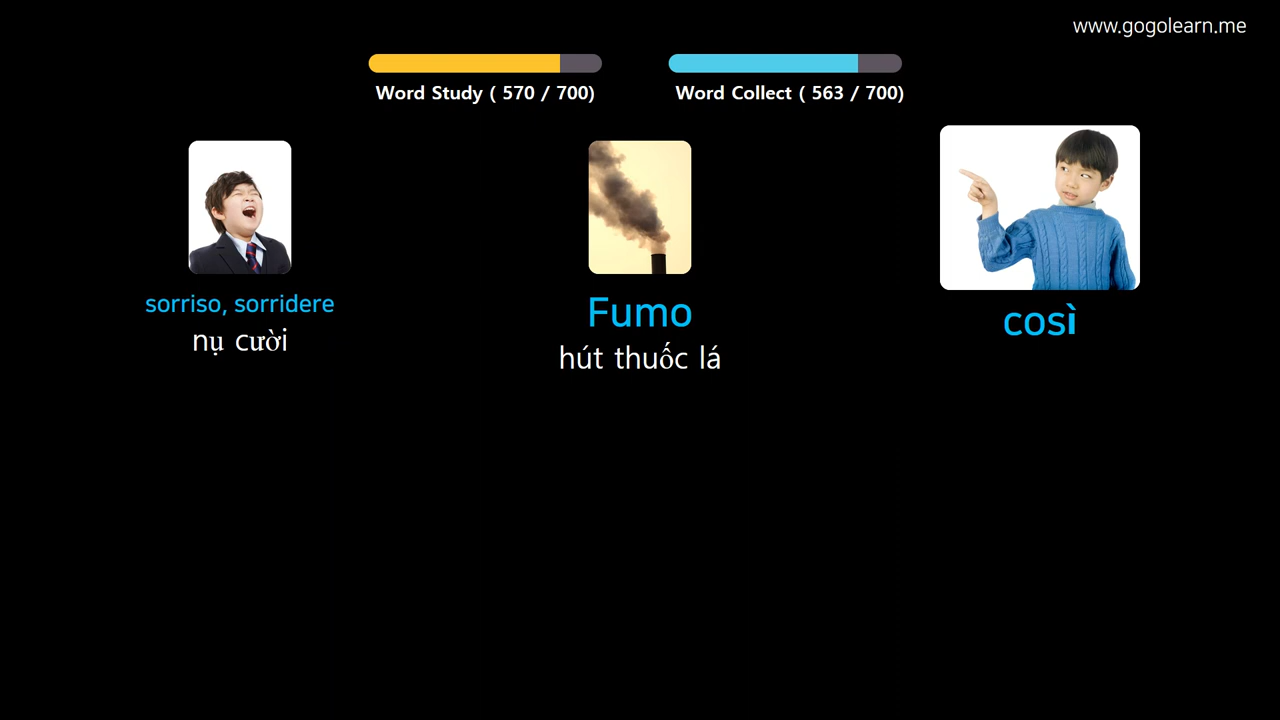 www.gogolearn.me
Word Study ( 570 / 700)
Word Collect ( 563 / 700)
sorriso, sorridere
nụ cười
Fumo
hút thuốc lá
così